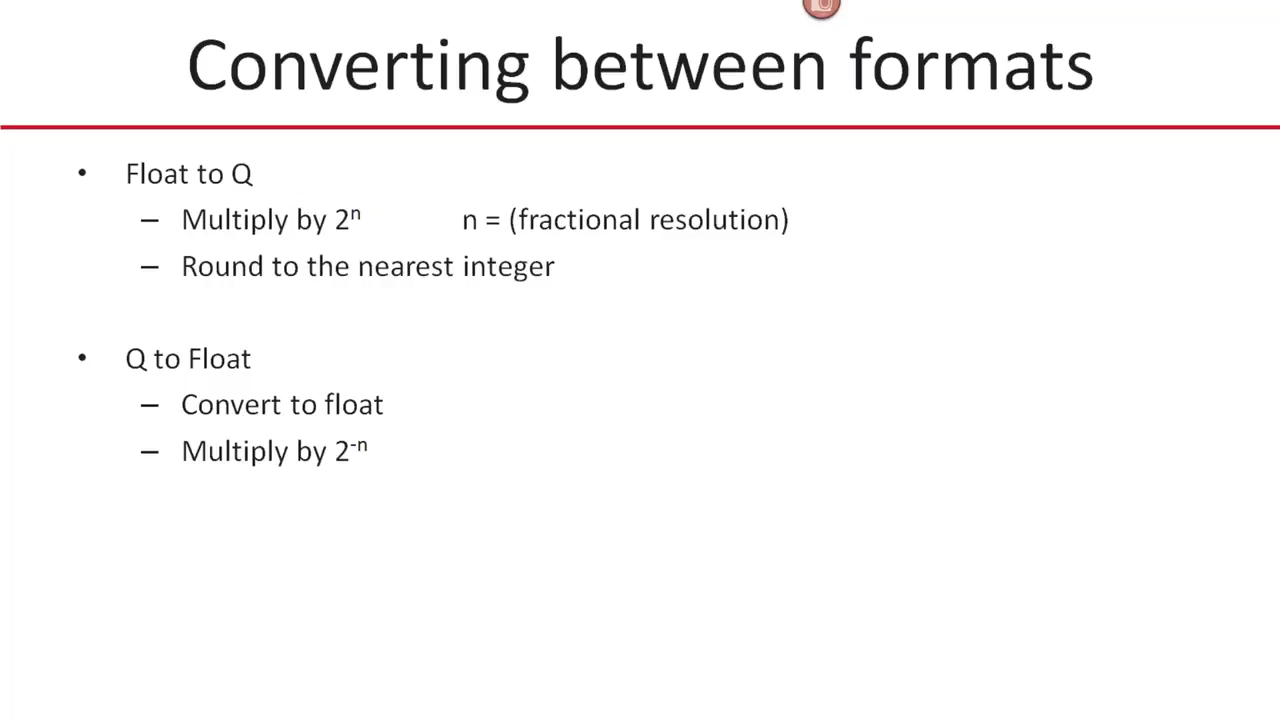 Converting between formats
• Float to Q
– Multiply by 2ⁿ n = (fractional resolution)
– Round to the nearest integer
• Q to Float
– Convert to float
– Multiply by 2⁻ⁿ